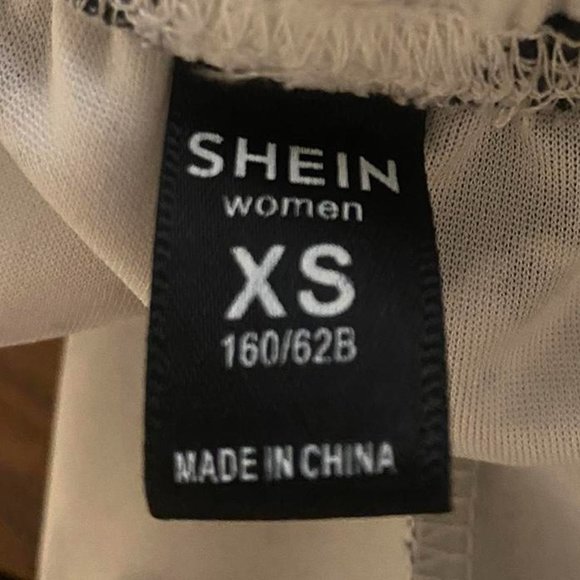 SHEIN
women
XS
160/62B
MADE IN CHINA